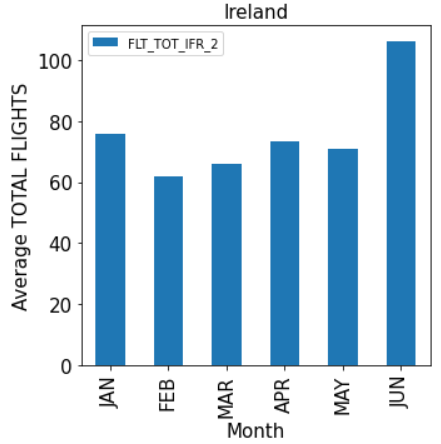 Ireland
FLT_TOT_IFR_2
Average TOTAL FLIGHTS
100
80
60
40
20
0
JAN
FEB
MAR
APR
MAY
JUN
Month